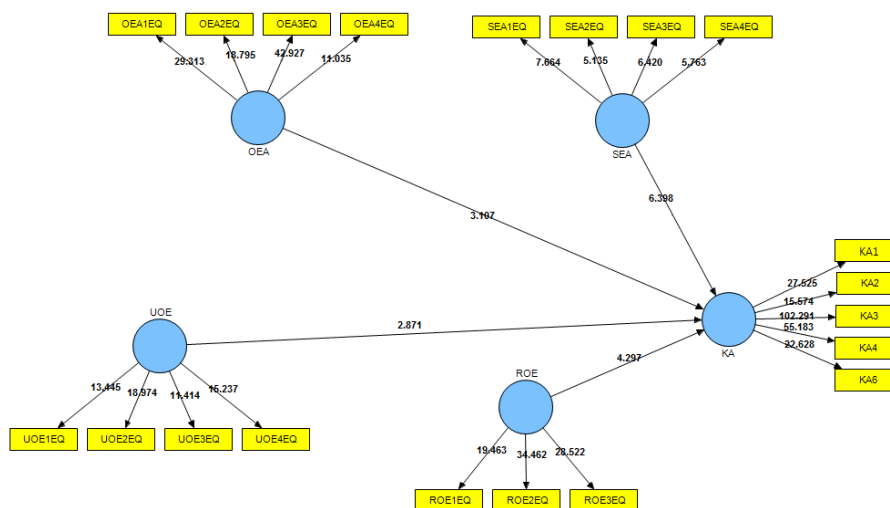 OEA1EQ
OEA2EQ
OEA3EQ
OEA4EQ
29.313
18.795
42.927
11.035
OEA
SEA1EQ
SEA2EQ
SEA3EQ
SEA4EQ
7.664
5.135
6.420
5.763
SEA
3.107
6.398
UOE
2.871
13.445
18.974
11.414
15.237
UOE1EQ
UOE2EQ
UOE3EQ
UOE4EQ
ROE
4.297
19.463
34.462
ROE1EQ
ROE2EQ
ROE3EQ
KA
27.525
15.574
102.291
55.183
22.628
KA1
KA2
KA3
KA4
KA6